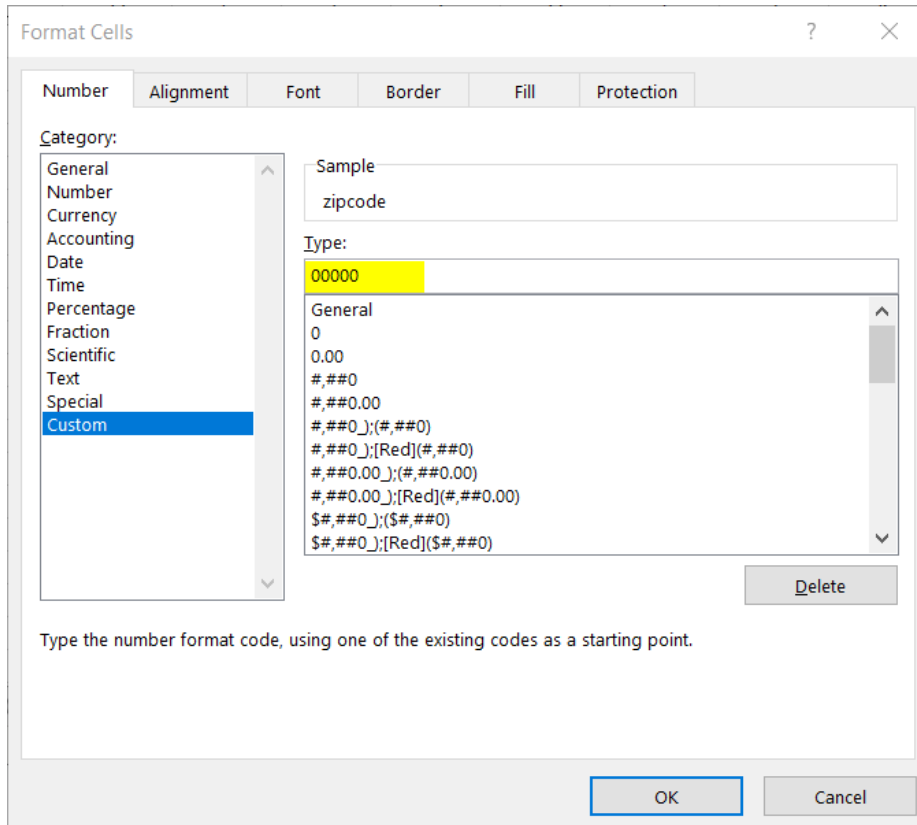 Format Cells
?
Number Alignment Font Border Fill Protection
Category:
General
Number
Currency
Accounting
Date
Time
Percentage
Fraction
Scientific
Text
Special
Custom
Sample
zipcode
Type:
00000
General
0
0.00
#,##0
#,##0.00
#,##0_);(#,##0)
#,##0_);[Red](#,##0)
#,##0.00_);(#,##0.00)
#,##0.00_);[Red](#,##0.00)
$#,##0_);($#,##0)
$#,##0_);[Red]($#,##0)
Delete
Type the number format code, using one of the existing codes as a starting point.
OK Cancel